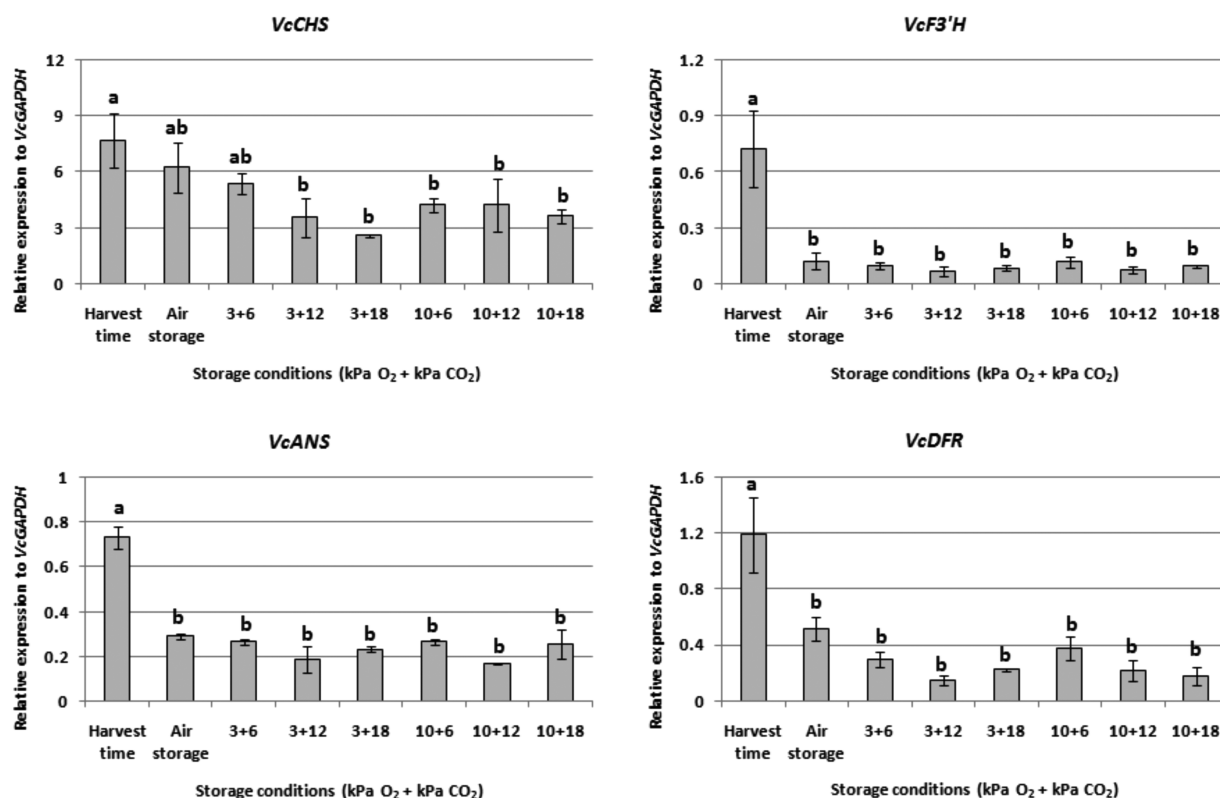 VcCHS
Relative expression to VcGAPDH
12
9
6
3
0
a
ab
ab
b
b
b
b
b
Harvest time
Air storage
3+6
3+12
3+18
10+6
10+12
10+18
Storage conditions (kPa O₂ + kPa CO₂)
VcF3'H
Relative expression to VcGAPDH
1.2
0.9
0.6
0.3
0
a
b
b
b
b
b
b
b
Harvest time
Air storage
3+6
3+12
3+18
10+6
10+12
10+18
Storage conditions (kPa O₂ + kPa CO₂)
VcANS
Relative expression to VcGAPDH
1
0.8
0.6
0.4
0.2
0
a
b
b
b
b
b
b
b
Harvest time
Air storage
3+6
3+12
3+18
10+6
10+12
10+18
Storage conditions (kPa O₂ + kPa CO₂)
VcDFR
Relative expression to VcGAPDH
1.6
1.2
0.8
0.4
0
a
b
b
b
b
b
b
b
Harvest time
Air storage
3+6
3+12
3+18
10+6
10+12
10+18
Storage conditions (kPa O₂ + kPa CO₂)